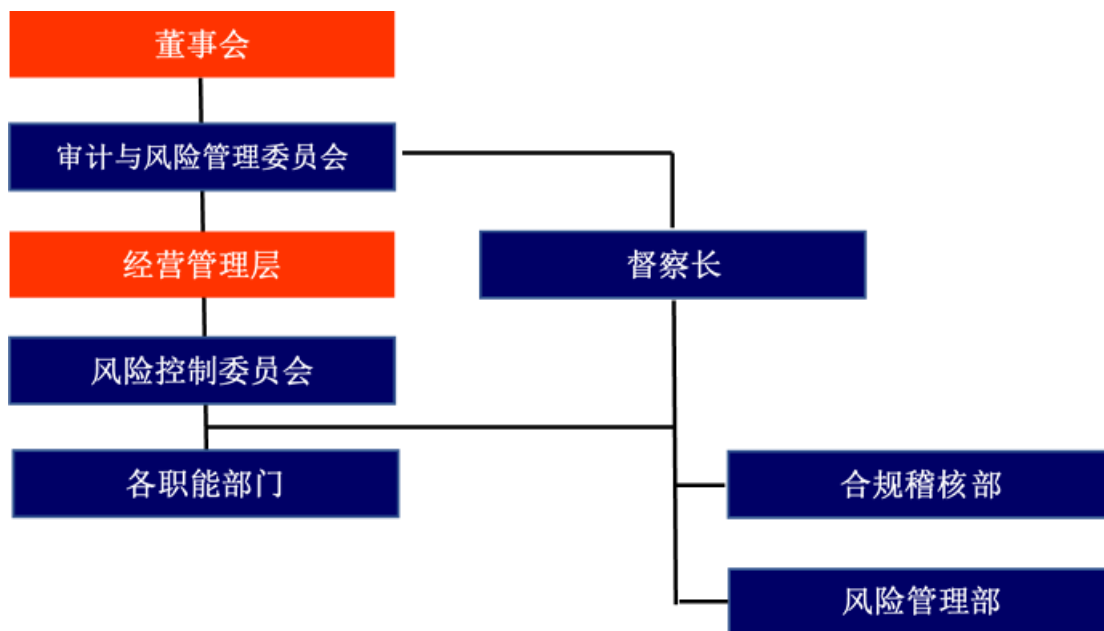 董事会
审计与风险管理委员会
经营管理层
督察长
风险控制委员会
各职能部门
合规稽核部
风险管理部